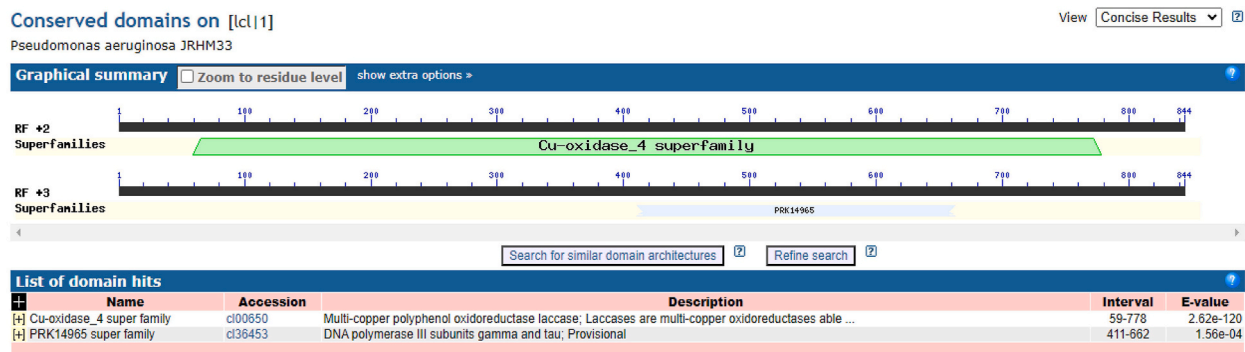 Conserved domains on [lcl|1]
View Concise Results ?
Pseudomonas aeruginosa JRHM33
Graphical summary Zoom to residue level show extra options » ?
1 100 200 300 400 500 600 700 800 844
RF +2
Superfamilies Cu-oxidase_4 superfamily
1 100 200 300 400 500 600 700 800 844
RF +3
Superfamilies PRK14965
Search for similar domain architectures ? Refine search ?
List of domain hits ?
+ Name Accession Description Interval E-value
[+] Cu-oxidase_4 super family cl00650 Multi-copper polyphenol oxidoreductase laccase; Laccases are multi-copper oxidoreductases able ... 59-778 2.62e-120
[+] PRK14965 super family cl36453 DNA polymerase III subunits gamma and tau; Provisional 411-662 1.56e-04